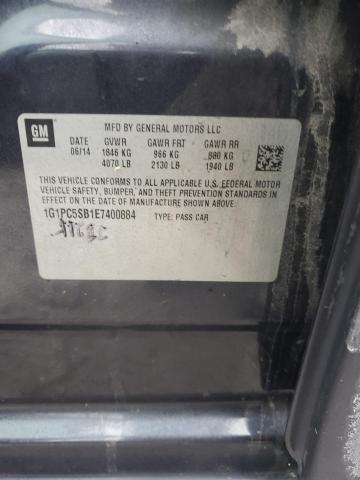 GM
MFD BY GENERAL MOTORS LLC
DATE GVWR GAWR FRT GAWR RR
06/14 1846 KG 966 KG 880 KG
4070 LB 2130 LB 1940 LB
THIS VEHICLE CONFORMS TO ALL APPLICABLE U.S. FEDERAL MOTOR
VEHICLE SAFETY, BUMPER, AND THEFT PREVENTION STANDARDS IN
EFFECT ON THE DATE OF MANUFACTURE SHOWN ABOVE.
1G1PC5SB1E7400884 TYPE: PASS CAR